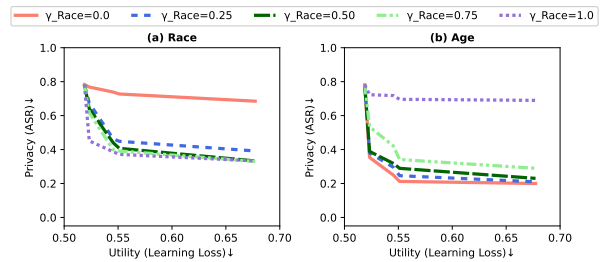 γ_Race=0.0 γ_Race=0.25 γ_Race=0.50 γ_Race=0.75 γ_Race=1.0
(a) Race
Privacy (ASR)↓
1.0
0.8
0.6
0.4
0.2
0.0
0.50 0.55 0.60 0.65 0.70
Utility (Learning Loss)↓
(b) Age
Privacy (ASR)↓
1.0
0.8
0.6
0.4
0.2
0.0
0.50 0.55 0.60 0.65 0.70
Utility (Learning Loss)↓